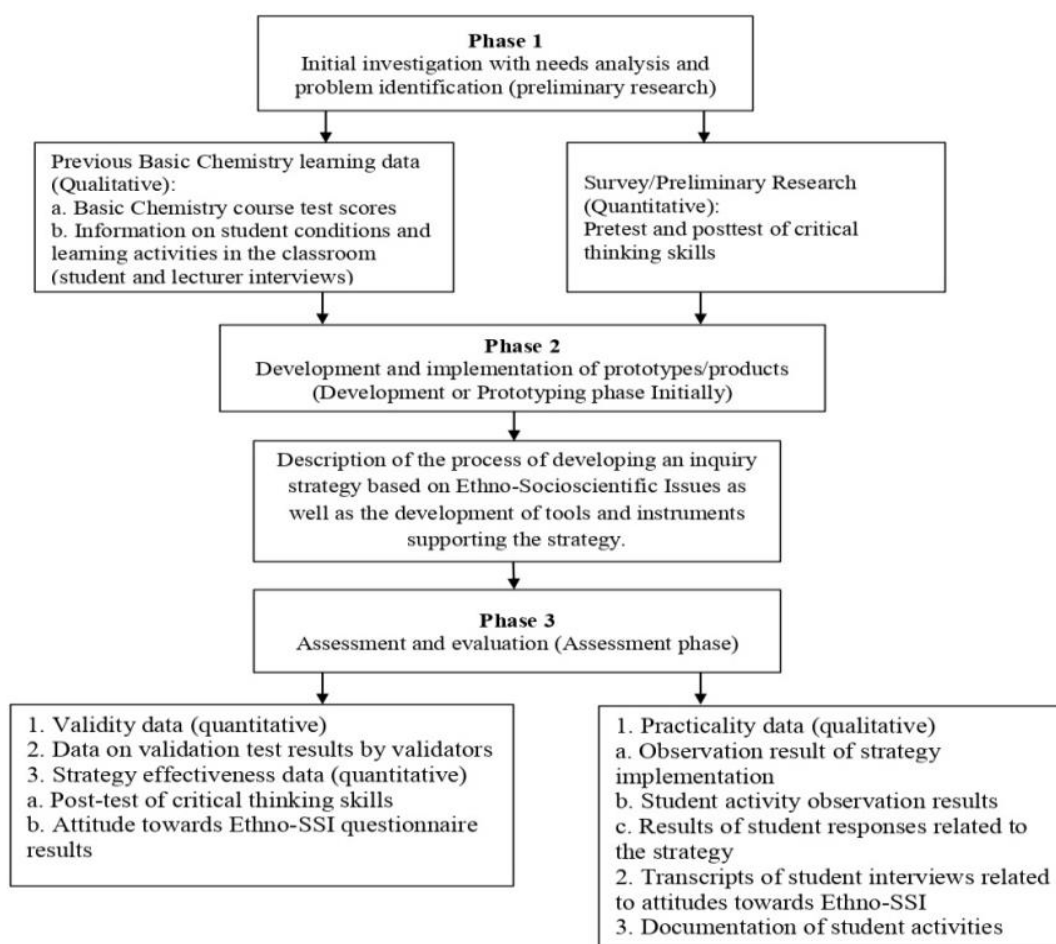 Phase 1
Initial investigation with needs analysis and
problem identification (preliminary research)
Previous Basic Chemistry learning data
(Qualitative):
a. Basic Chemistry course test scores
b. Information on student conditions and
learning activities in the classroom
(student and lecturer interviews)
Survey/Preliminary Research
(Quantitative):
Pretest and posttest of critical
thinking skills
Phase 2
Development and implementation of prototypes/products
(Development or Prototyping phase Initially)
Description of the process of developing an inquiry
strategy based on Ethno-Socioscientific Issues as
well as the development of tools and instruments
supporting the strategy.
Phase 3
Assessment and evaluation (Assessment phase)
1. Validity data (quantitative)
2. Data on validation test results by validators
3. Strategy effectiveness data (quantitative)
a. Post-test of critical thinking skills
b. Attitude towards Ethno-SSI questionnaire
results
1. Practicality data (qualitative)
a. Observation result of strategy
implementation
b. Student activity observation results
c. Results of student responses related to
the strategy
2. Transcripts of student interviews related
to attitudes towards Ethno-SSI
3. Documentation of student activities